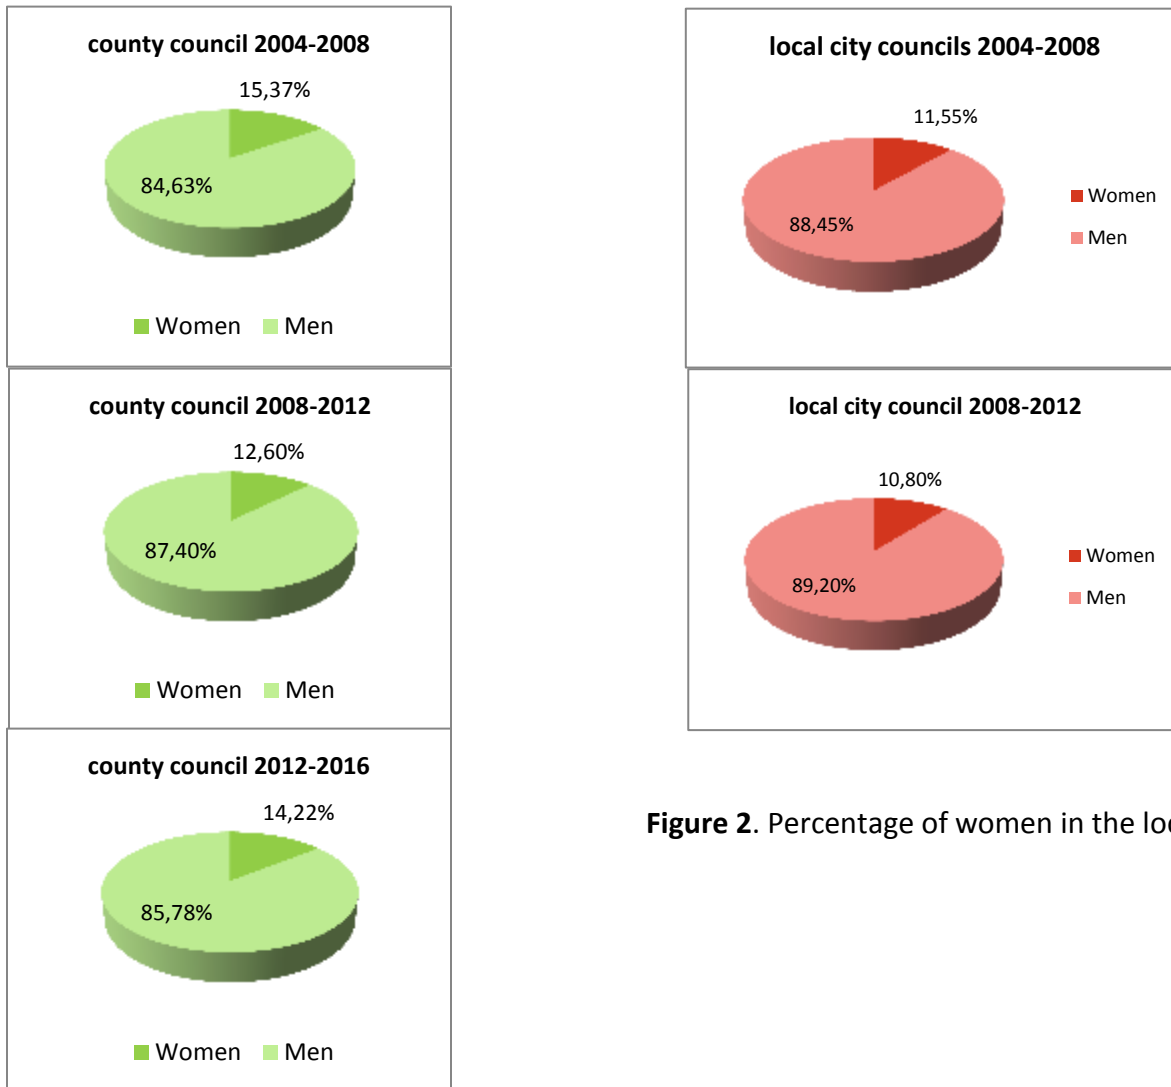 county council 2004-2008
15,37%
84,63%
Women Men
county council 2008-2012
12,60%
87,40%
Women Men
county council 2012-2016
14,22%
85,78%
Women Men
local city councils 2004-2008
11,55%
88,45%
Women
Men
local city council 2008-2012
10,80%
89,20%
Women
Men
Figure 2. Percentage of women in the